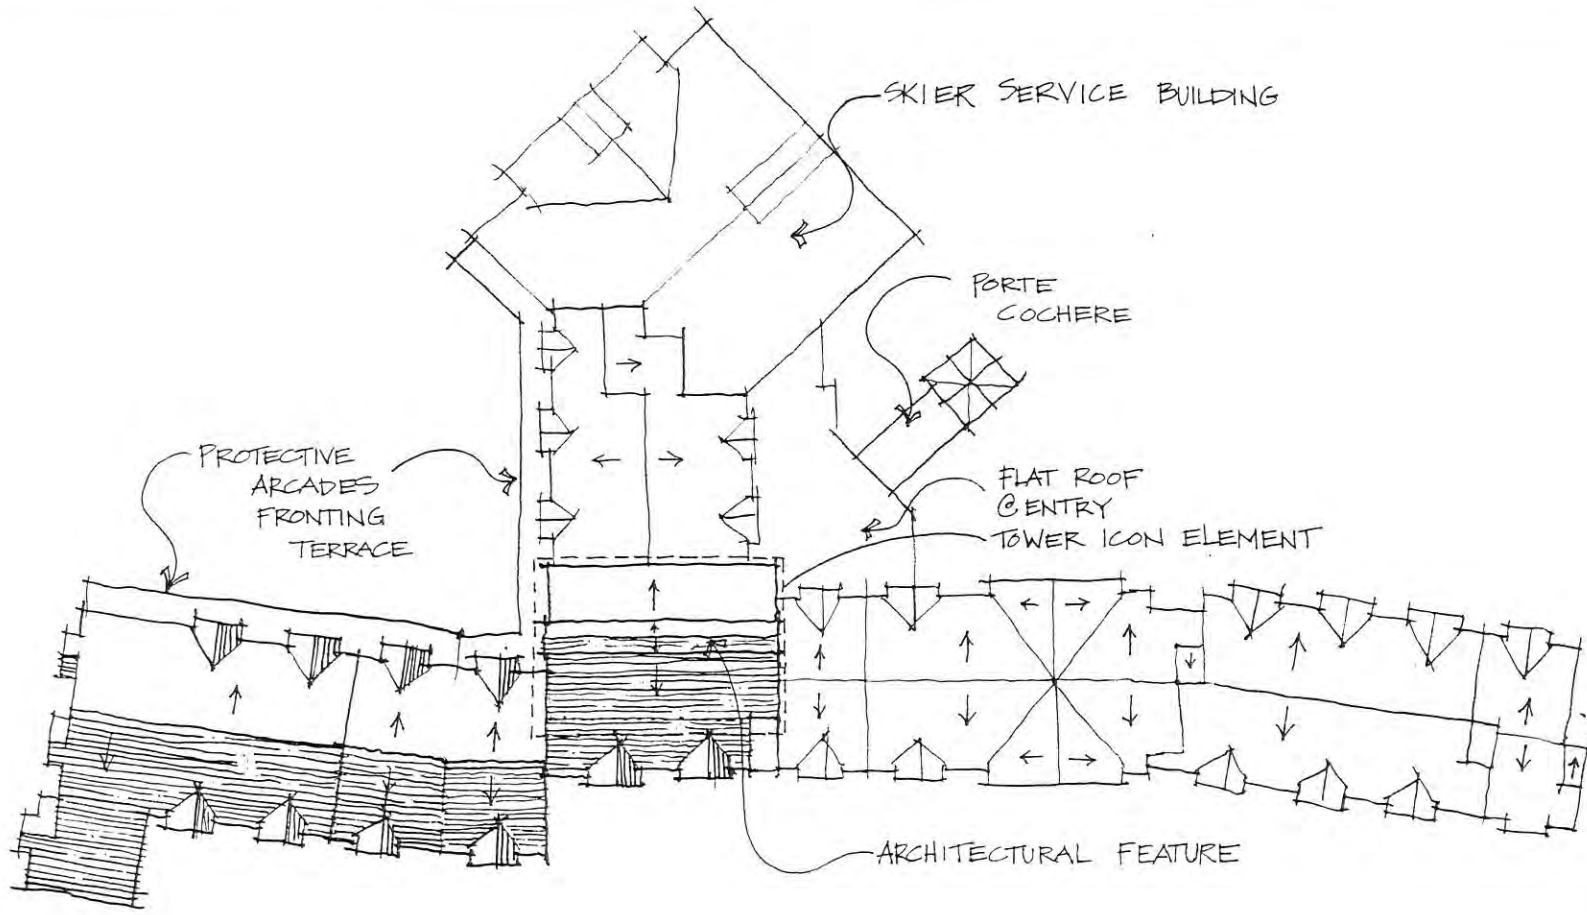 SKIER SERVICE BUILDING
PORTE
COCHERE
PROTECTIVE
ARCADES
FRONTING
TERRACE
FLAT ROOF
@ ENTRY
TOWER ICON ELEMENT
ARCHITECTURAL FEATURE